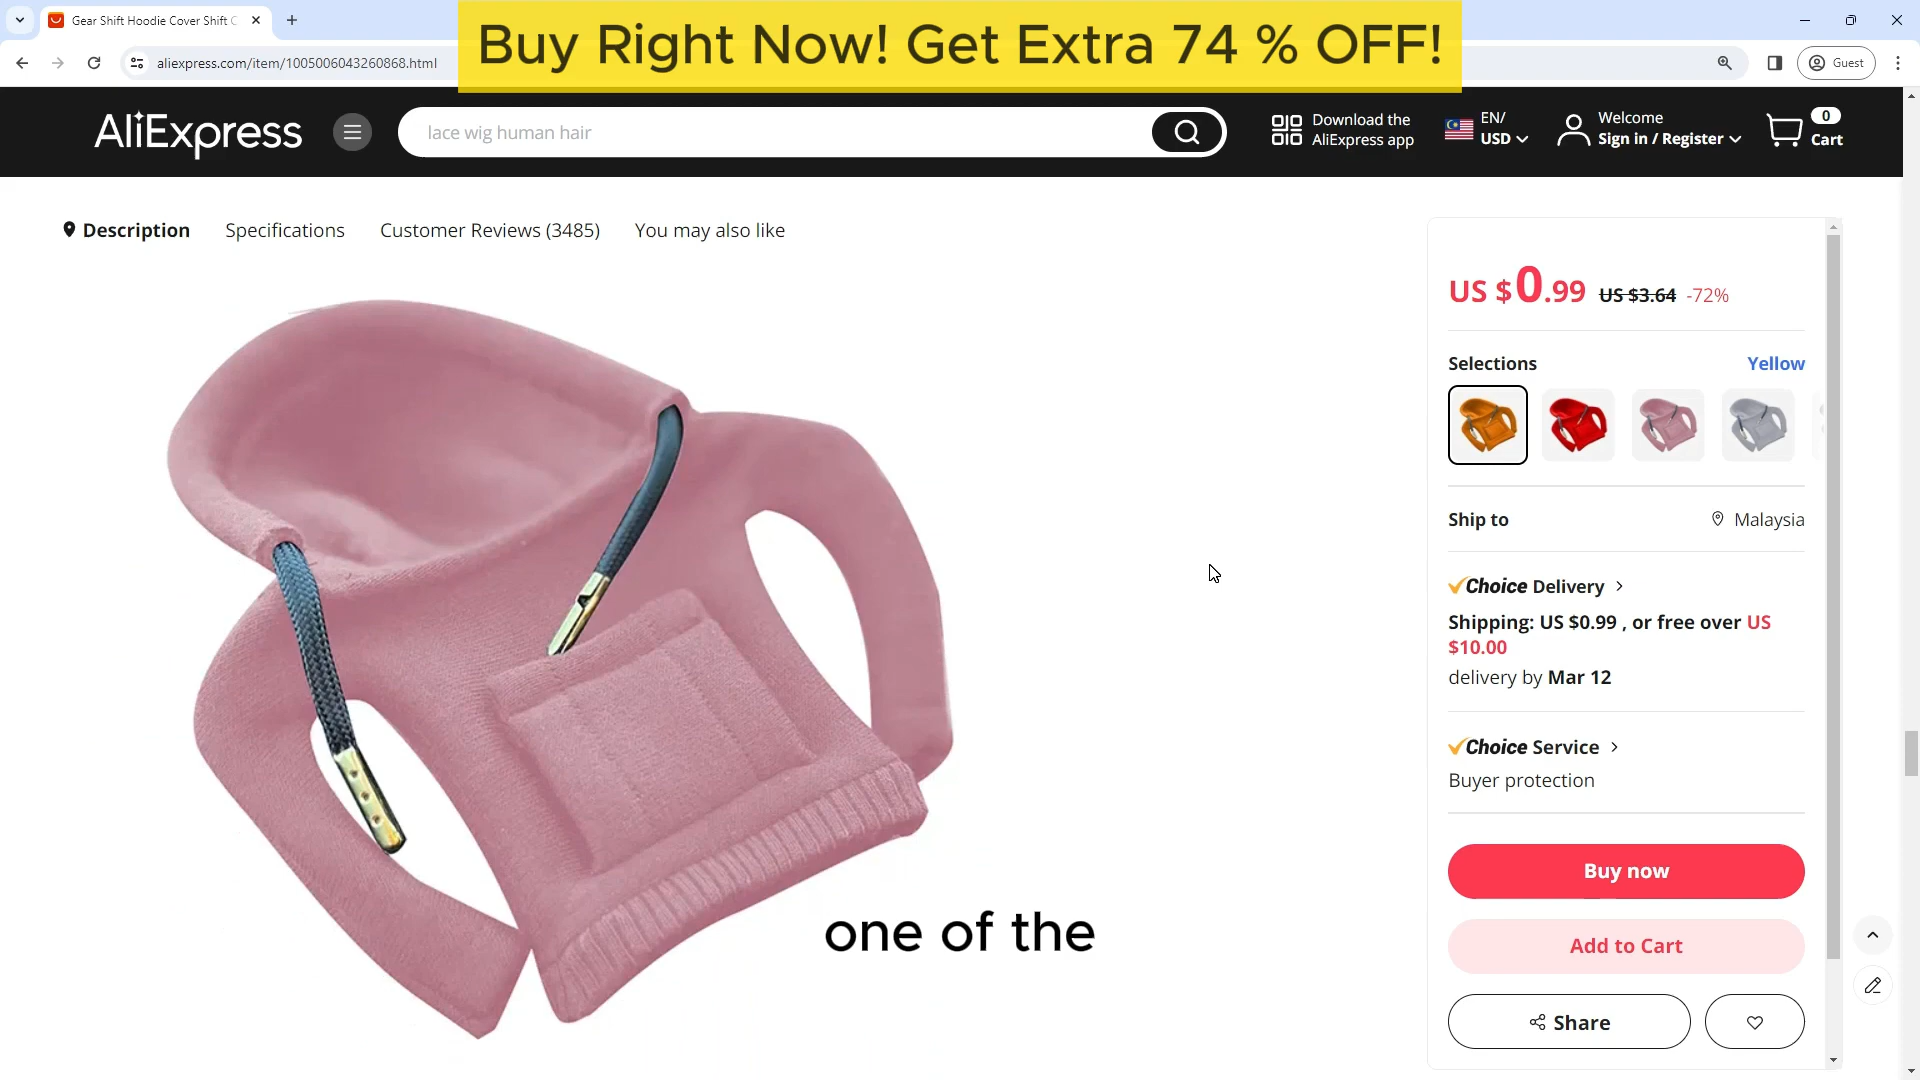 Gear Shift Hoodie Cover Shift C
Buy Right Now! Get Extra 74 % OFF!
aliexpress.com/item/1005006043260868.html
Guest
AliExpress
lace wig human hair
Download the
AliExpress app
EN/
USD
Welcome
Sign in / Register
0
Cart
Description
Specifications
Customer Reviews (3485)
You may also like
US $0.99 US $3.64 -72%
Selections
Yellow
Ship to
Malaysia
Choice Delivery >
Shipping: US $0.99 , or free over US
$10.00
delivery by Mar 12
Choice Service >
Buyer protection
Buy now
Add to Cart
Share
one of the